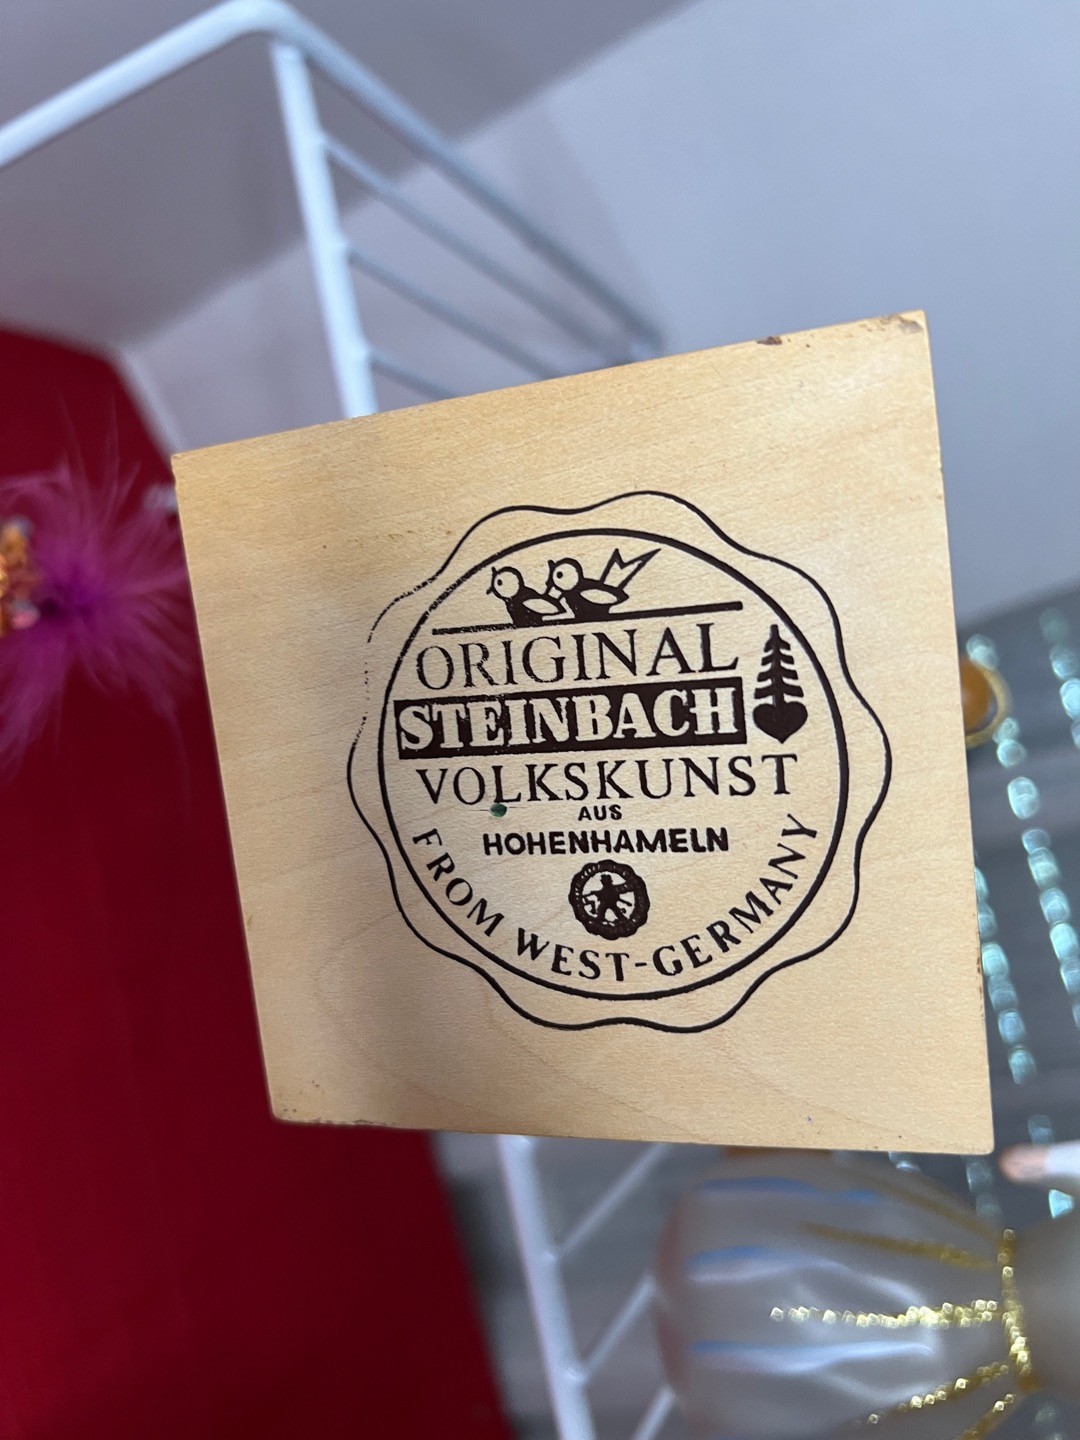 ORIGINAL
STEINBACH
VOLKSKUNST
AUS
HOHENHAMELN
FROM WEST-GERMANY